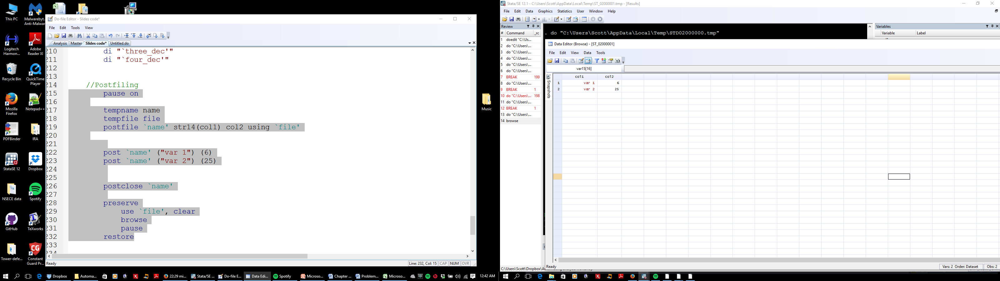 This PC
Malwarebyt...
Anti-Malwar
Logitech
Harmon...
Adobe
Reader XI
Recycle Bin
QuickTime
Player
Mozilla
Firefox
Notepad++
PDFBinder
IRA
StataSE 12
Dropbox
NSECE data
Spotify
GitHub
TeXworks
Tower-defe...
Constant
Guard Pr...
Music
Do-file Editor - Slides code*
File Edit Tools View
Analysis Master Slides code* Untitled.do
210 di "`three_dec'"
211 di "`four_dec'"
212
213
214 //Postfiling
215 pause on
216
217 tempname name
218 tempfile file
219 postfile `name' str14(col1) col2 using `file'
220
221
222 post `name' ("var 1") (6)
223 post `name' ("var 2") (25)
224
225
226 postclose `name'
227
228 preserve
229 use `file', clear
230 browse
231 pause
232 restore
233
234
Ready Line: 232, Col: 15 CAP NUM OVR
Dropbox Automa... 22:29 mi... Stata/SE ... Do-file E... Data Edi... Spotify Microso... Chapter ... Problem... Microso... 12:42 AM
Stata/SE 12.1 - C:\Users\Scott\AppData\Local\Temp\ST_02000001.tmp - [Results]
File Edit Data Graphics Statistics User Window Help
Review
# Command _rc
1 doedit "C:\Us...
2 do "C:\Users\...
3 do "C:\Users\...
4 do "C:\Users\...
5 do "C:\Users\...
6 do "C:\Users\...
7 BREAK 199
8 do "C:\Users\...
9 BREAK 1
10 do "C:\Users\... 198
11 do "C:\Users\...
12 BREAK 1
13 do "C:\Users\...
14 browse
. do "C:\Users\Scott\AppData\Local\Temp\STD02000000.tmp"
Variables
Variable Label
Data Editor (Browse) - [ST_02000001]
File Edit View Data Tools
var15[16]
Snapshots
col1 col2
1 var 1 6
2 var 2 25
Ready Vars: 2 Order: Dataset Obs: 2
C:\Users\Scott\Dropbox\